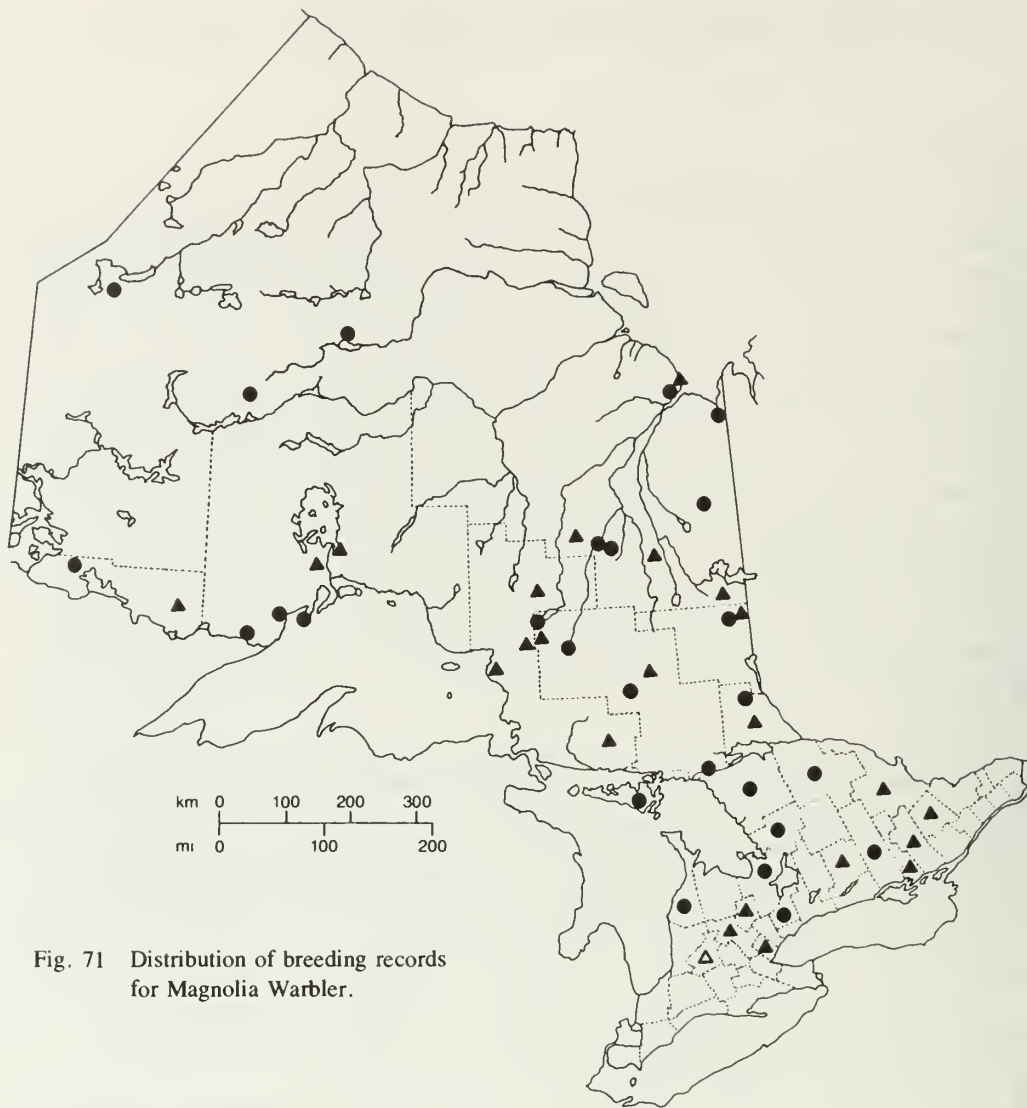 km 0 100 200 300
mi 0 100 200
Fig. 71 Distribution of breeding records
for Magnolia Warbler.